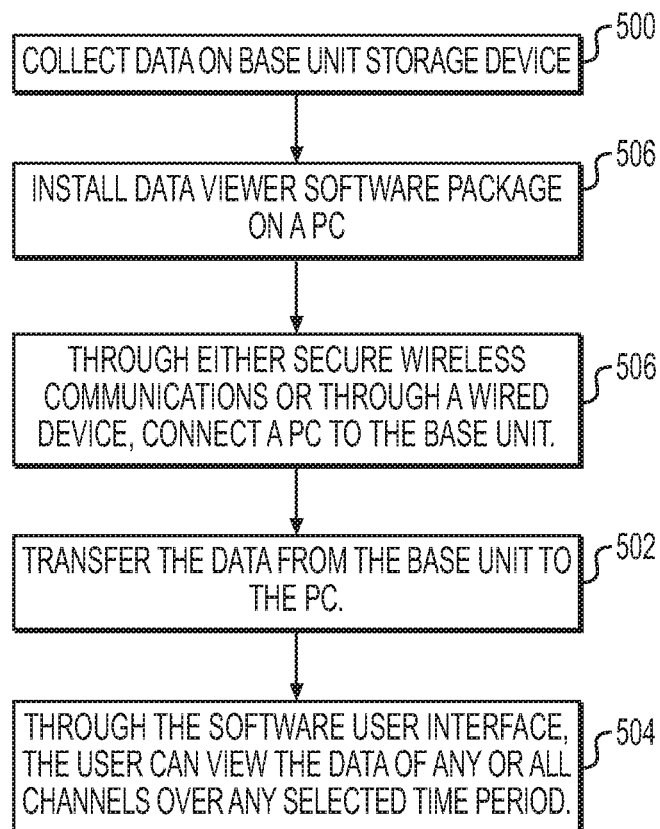 500
COLLECT DATA ON BASE UNIT STORAGE DEVICE
506
INSTALL DATA VIEWER SOFTWARE PACKAGE
ON A PC
THROUGH EITHER SECURE WIRELESS
COMMUNICATIONS OR THROUGH A WIRED
DEVICE, CONNECT A PC TO THE BASE UNIT.
506
TRANSFER THE DATA FROM THE BASE UNIT TO
THE PC.
502
THROUGH THE SOFTWARE USER INTERFACE,
THE USER CAN VIEW THE DATA OF ANY OR ALL
CHANNELS OVER ANY SELECTED TIME PERIOD.
504